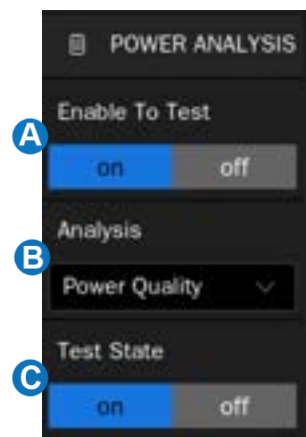 POWER ANALYSIS
Enable To Test
A
on off
Analysis
B
Power Quality
Test State
C
on off